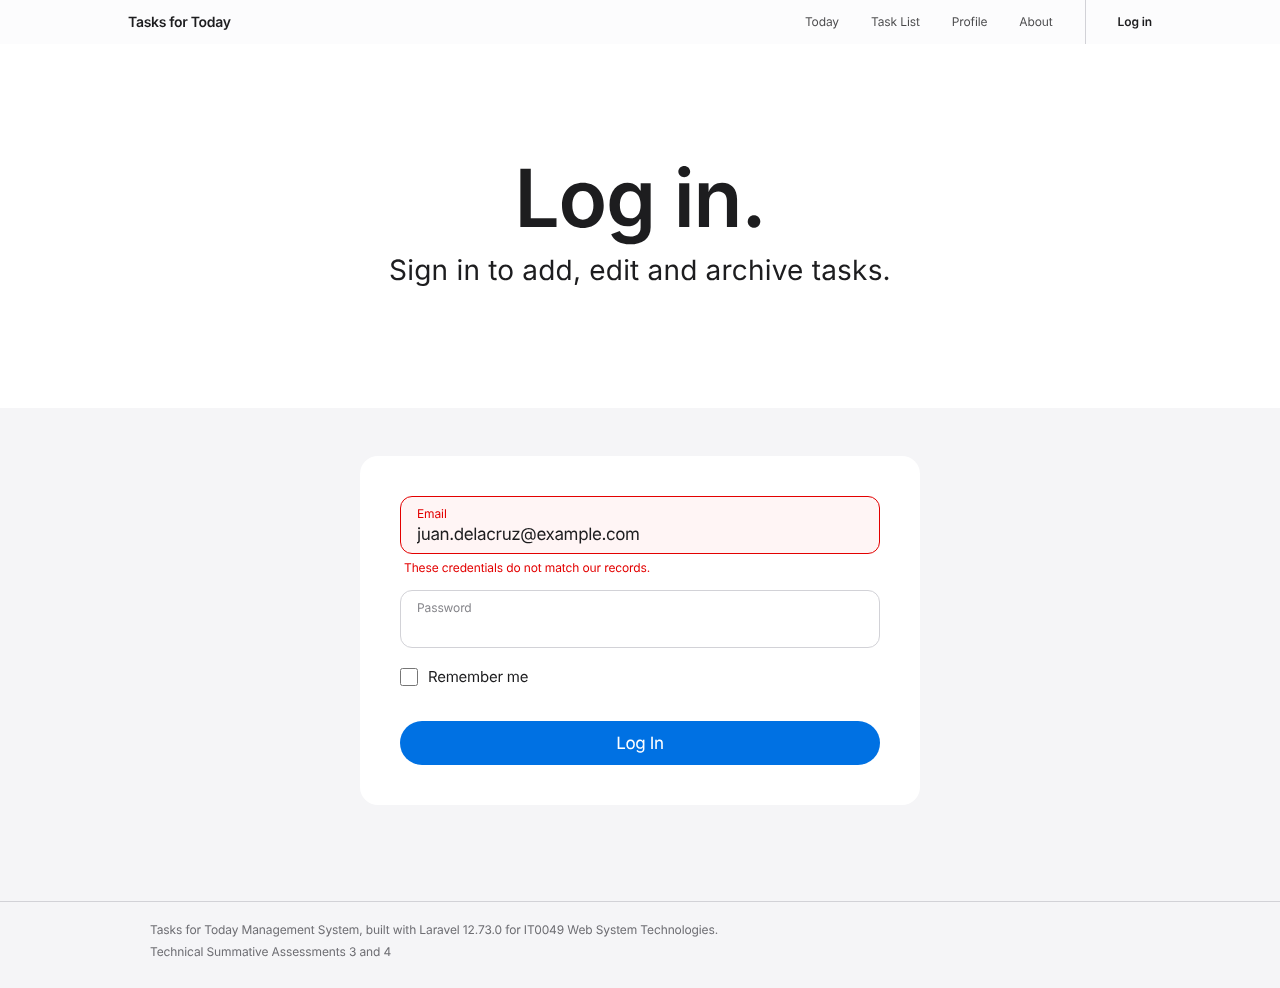 Tasks for Today
Today
Task List
Profile
About
Log in
Log in.
Sign in to add, edit and archive tasks.
Email
juan.delacruz@example.com
These credentials do not match our records.
Password
Remember me
Log In
Tasks for Today Management System, built with Laravel 12.73.0 for IT0049 Web System Technologies.
Technical Summative Assessments 3 and 4